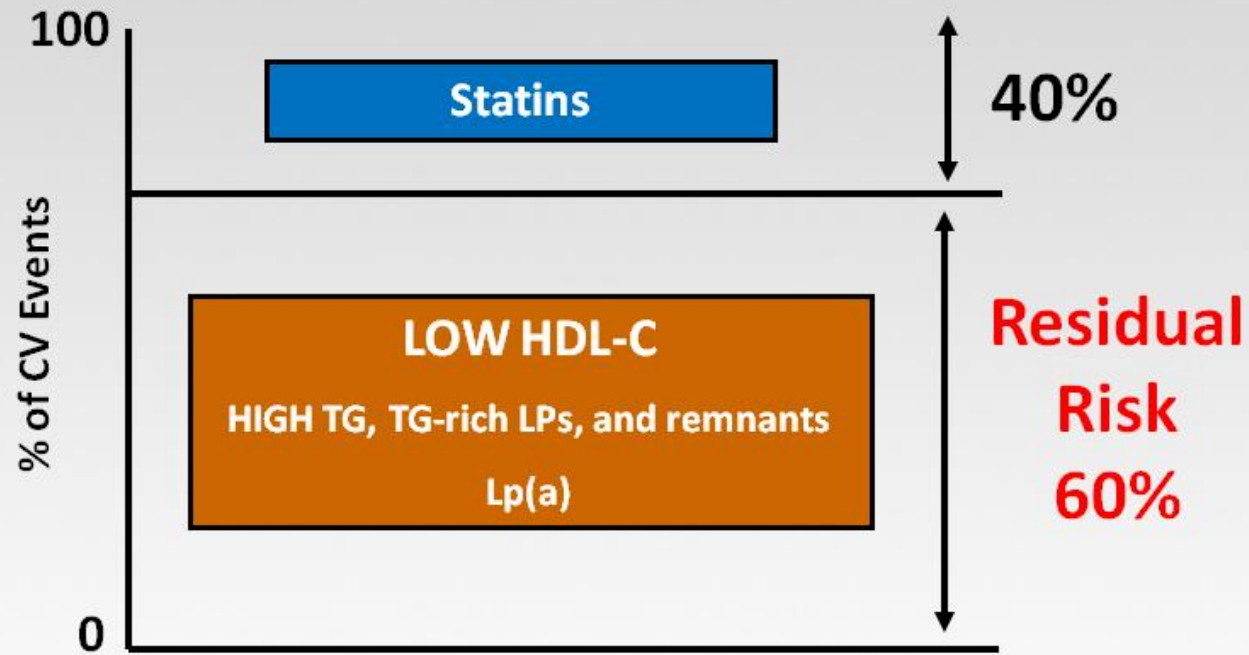 100
Statins
40%
% of CV Events
LOW HDL-C
HIGH TG, TG-rich LPs, and remnants
Lp(a)
Residual
Risk
60%
0